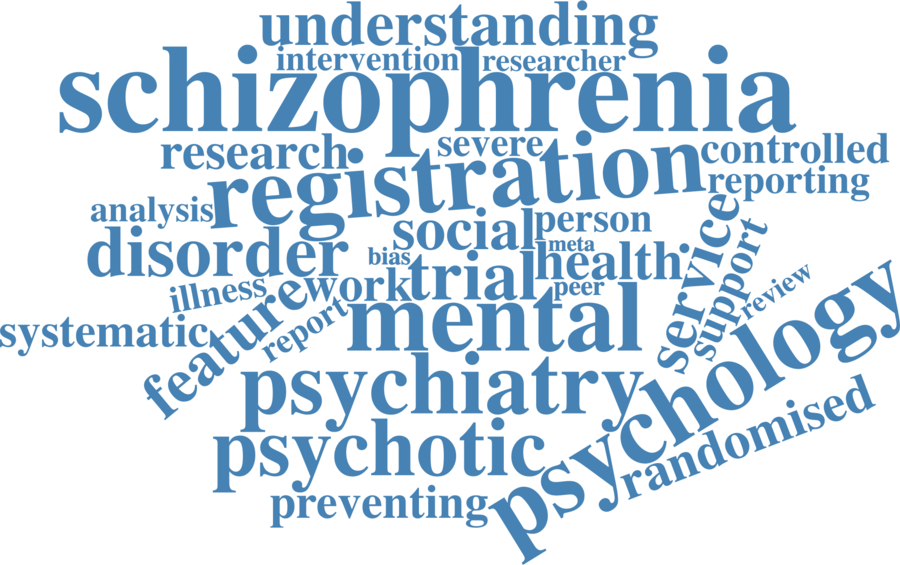 understanding
intervention researcher
schizophrenia
research severe controlled
registration reporting
analysis social person
disorder bias meta health service support
illness work trial peer review
systematic feature report mental
psychiatry psychology
psychotic randomised
preventing